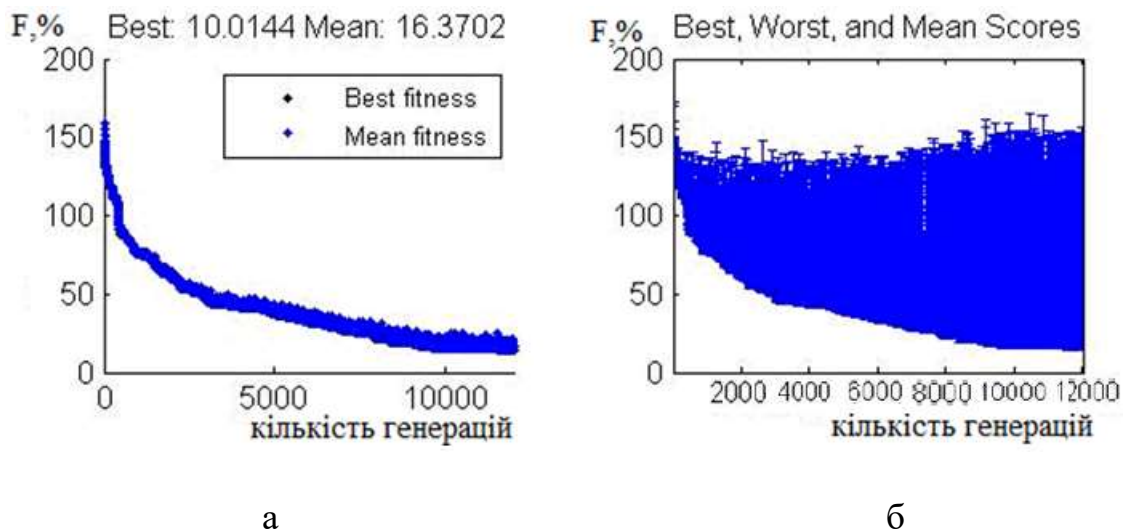 F,% Best: 10.0144 Mean: 16.3702
200
150
100
50
0
Best fitness
Mean fitness
0 5000 10000
кількість генерацій
а
F,% Best, Worst, and Mean Scores
200
150
100
50
0
2000 4000 6000 8000 10000 12000
кількість генерацій
б